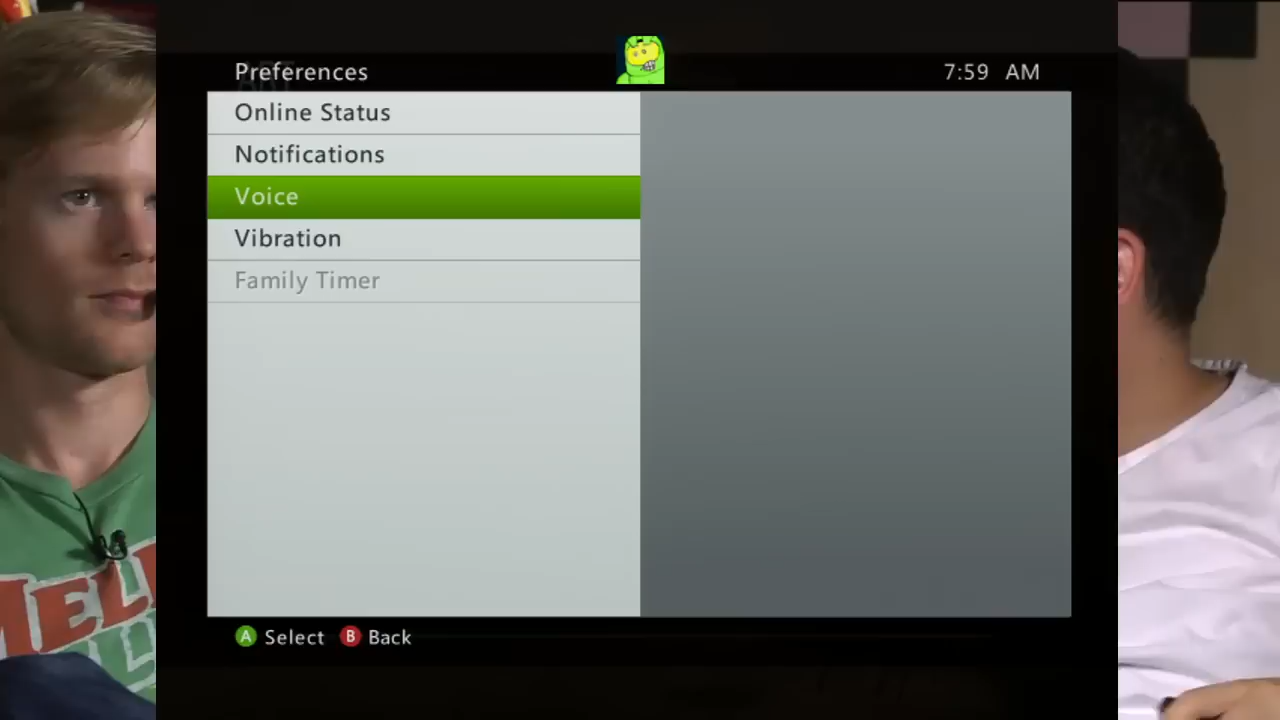 Preferences
7:59 AM
Online Status
Notifications
Voice
Vibration
Family Timer
A Select B Back